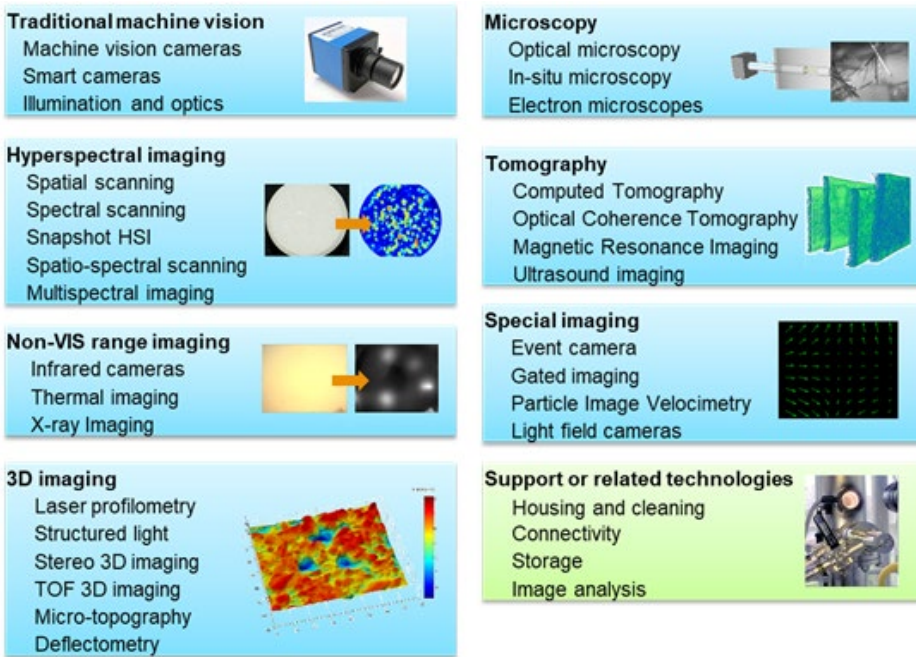 Traditional machine vision
Machine vision cameras
Smart cameras
Illumination and optics
Hyperspectral imaging
Spatial scanning
Spectral scanning
Snapshot HSI
Spatio-spectral scanning
Multispectral imaging
Non-VIS range imaging
Infrared cameras
Thermal imaging
X-ray Imaging
3D imaging
Laser profilometry
Structured light
Stereo 3D imaging
TOF 3D imaging
Micro-topography
Deflectometry
Microscopy
Optical microscopy
In-situ microscopy
Electron microscopes
Tomography
Computed Tomography
Optical Coherence Tomography
Magnetic Resonance Imaging
Ultrasound imaging
Special imaging
Event camera
Gated imaging
Particle Image Velocimetry
Light field cameras
Support or related technologies
Housing and cleaning
Connectivity
Storage
Image analysis